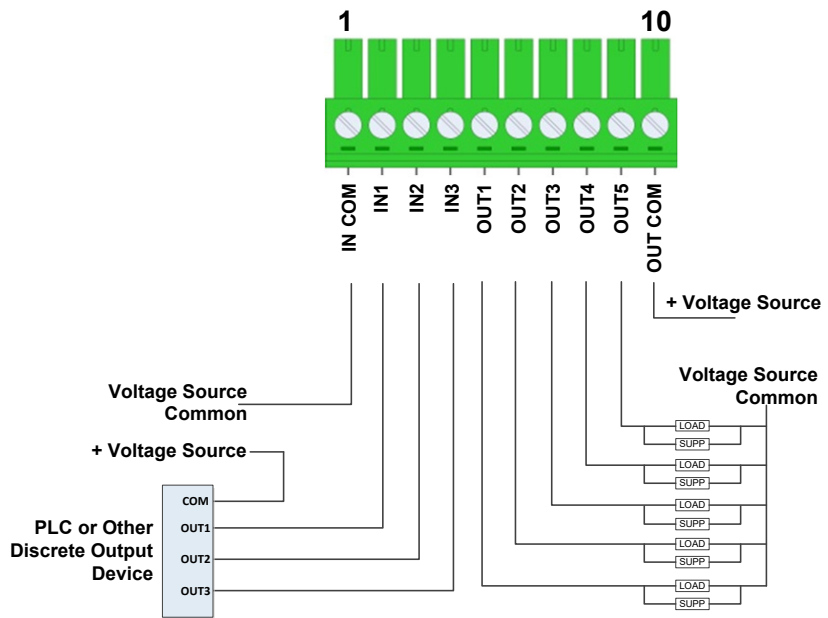 1
10
IN COM
IN1
IN2
IN3
OUT1
OUT2
OUT3
OUT4
OUT5
OUT COM
+ Voltage Source
Voltage Source
Common
Voltage Source
Common
+ Voltage Source
PLC or Other
Discrete Output
Device
COM
OUT1
OUT2
OUT3
LOAD
SUPP
LOAD
SUPP
LOAD
SUPP
LOAD
SUPP
LOAD
SUPP